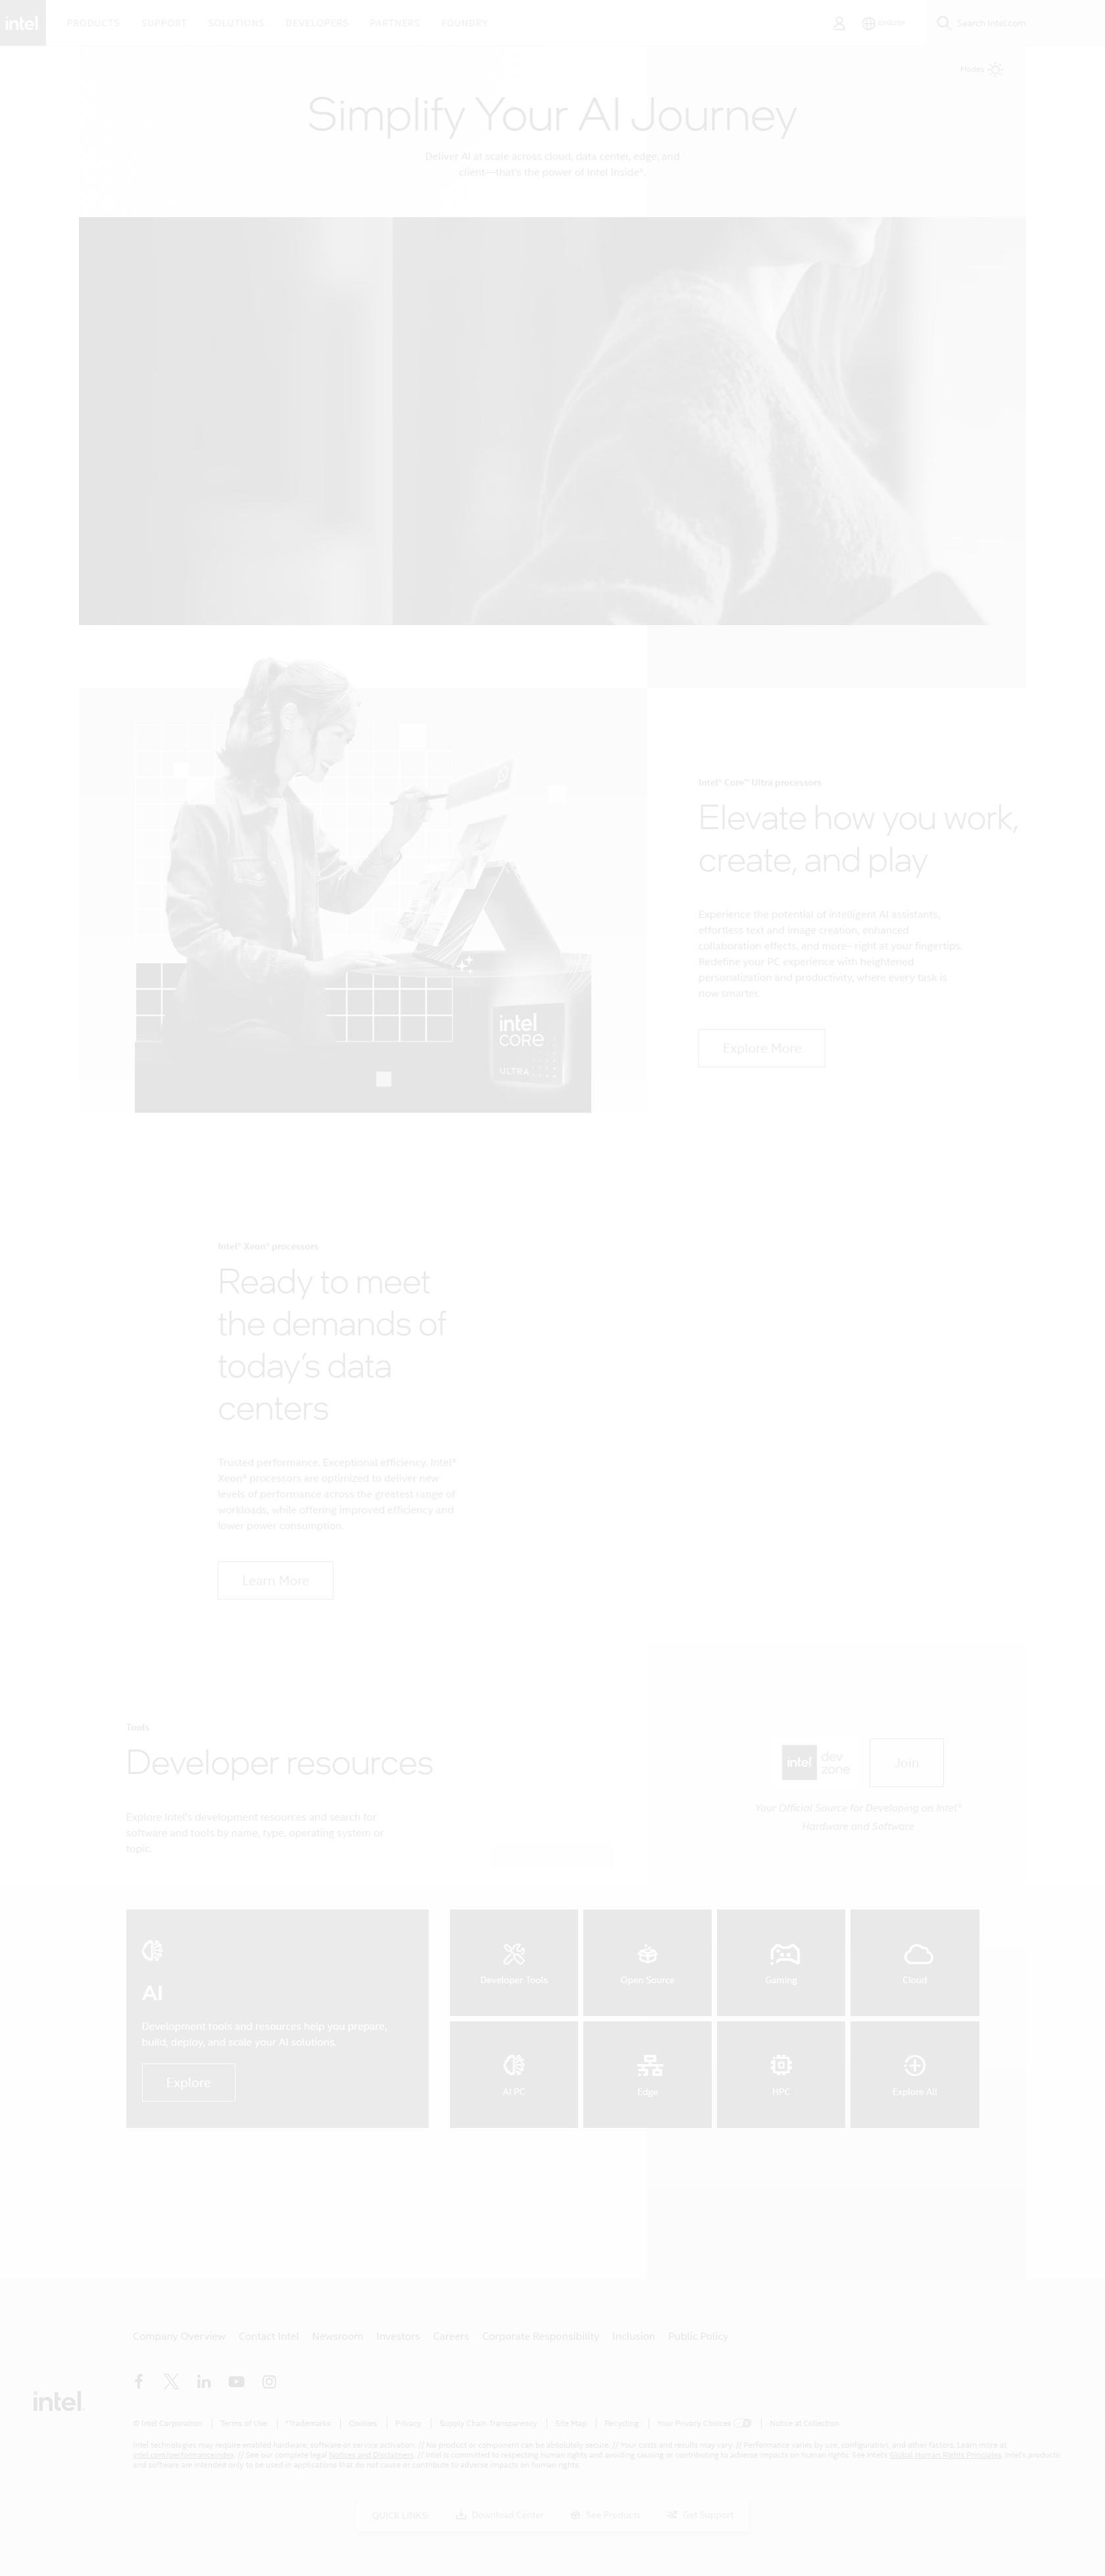 intel
PRODUCTS SUPPORT SOLUTIONS DEVELOPERS PARTNERS FOUNDRY
ENGLISH
Search Intel.com
Modes
Simplify Your AI Journey
Deliver AI at scale across cloud, data center, edge, and
client—that's the power of Intel Inside®.
Intel® Core™ Ultra processors
Elevate how you work,
create, and play
Experience the potential of intelligent AI assistants,
effortless text and image creation, enhanced
collaboration effects, and more- right at your fingertips.
Redefine your PC experience with heightened
personalization and productivity, where every task is
now smarter.
Explore More
intel
CORE
ULTRA
Intel® Xeon® processors
Ready to meet
the demands of
today's data
centers
Trusted performance. Exceptional efficiency. Intel®
Xeon® processors are optimized to deliver new
levels of performance across the greatest range of
workloads, while offering improved efficiency and
lower power consumption.
Learn More
Tools
Developer resources
Explore Intel's development resources and search for
software and tools by name, type, operating system or
topic.
intel dev
zone
Join
Your Official Source for Developing on Intel®
Hardware and Software
AI
Development tools and resources help you prepare,
build, deploy, and scale your AI solutions.
Explore
Developer Tools
Open Source
Gaming
Cloud
AI PC
Edge
HPC
Explore All
Company Overview Contact Intel Newsroom Investors Careers Corporate Responsibility Inclusion Public Policy
intel.
© Intel Corporation | Terms of Use | *Trademarks | Cookies | Privacy | Supply Chain Transparency | Site Map | Recycling | Your Privacy Choices | Notice at Collection
Intel technologies may require enabled hardware, software or service activation. // No product or component can be absolutely secure. // Your costs and results may vary. // Performance varies by use, configuration, and other factors. Learn more at
intel.com/performanceindex. // See our complete legal Notices and Disclaimers. // Intel is committed to respecting human rights and avoiding causing or contributing to adverse impacts on human rights. See Intel's Global Human Rights Principles. Intel's products
and software are intended only to be used in applications that do not cause or contribute to adverse impacts on human rights.
QUICK LINKS: Download Center See Products Get Support